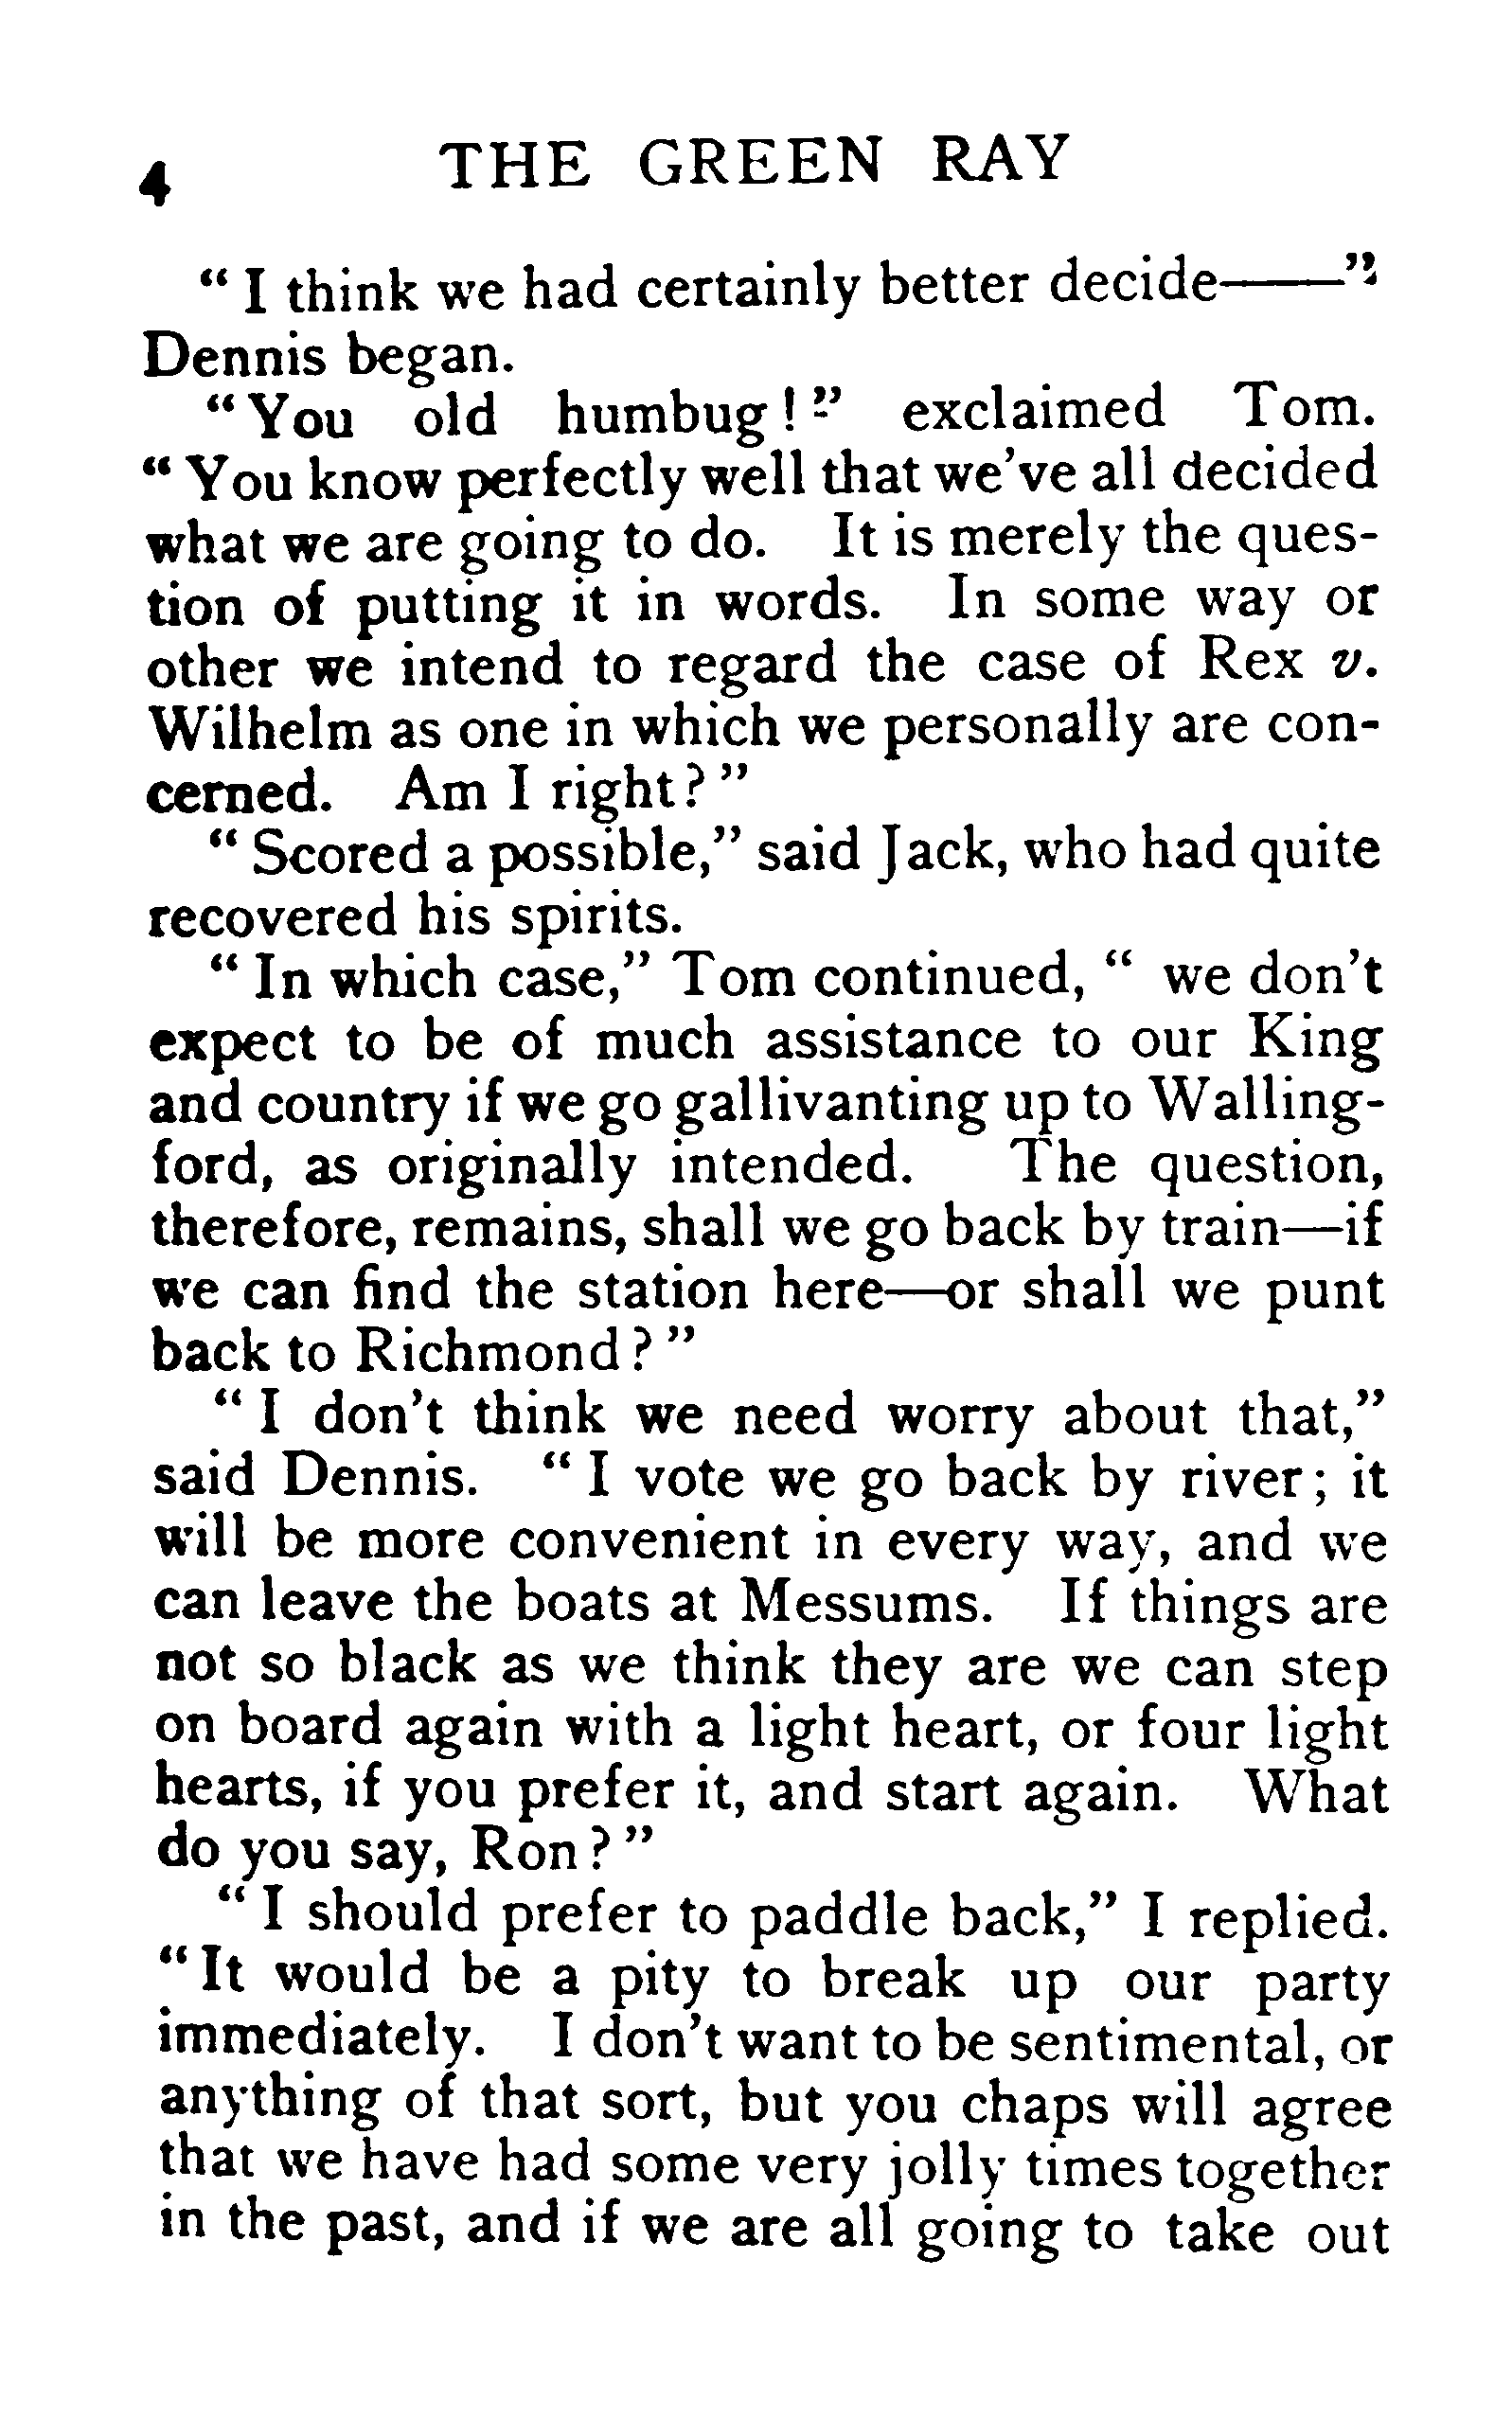 4 THE GREEN RAY
“ I think we had certainly better decide——”
Dennis began.
“ You old humbug ! ” exclaimed Tom.
“ You know perfectly well that we've all decided
what we are going to do. It is merely the ques-
tion of putting it in words. In some way or
other we intend to regard the case of Rex v.
Wilhelm as one in which we personally are con-
cerned. Am I right ? ”
“ Scored a possible,” said Jack, who had quite
recovered his spirits.
“ In which case,” Tom continued, “ we don't
expect to be of much assistance to our King
and country if we go gallivanting up to Walling-
ford, as originally intended. The question,
therefore, remains, shall we go back by train—if
we can find the station here—or shall we punt
back to Richmond ? ”
“ I don't think we need worry about that,”
said Dennis. “ I vote we go back by river ; it
will be more convenient in every way, and we
can leave the boats at Messums. If things are
not so black as we think they are we can step
on board again with a light heart, or four light
hearts, if you prefer it, and start again. What
do you say, Ron ? ”
“ I should prefer to paddle back,” I replied.
“ It would be a pity to break up our party
immediately. I don't want to be sentimental, or
anything of that sort, but you chaps will agree
that we have had some very jolly times together
in the past, and if we are all going to take out